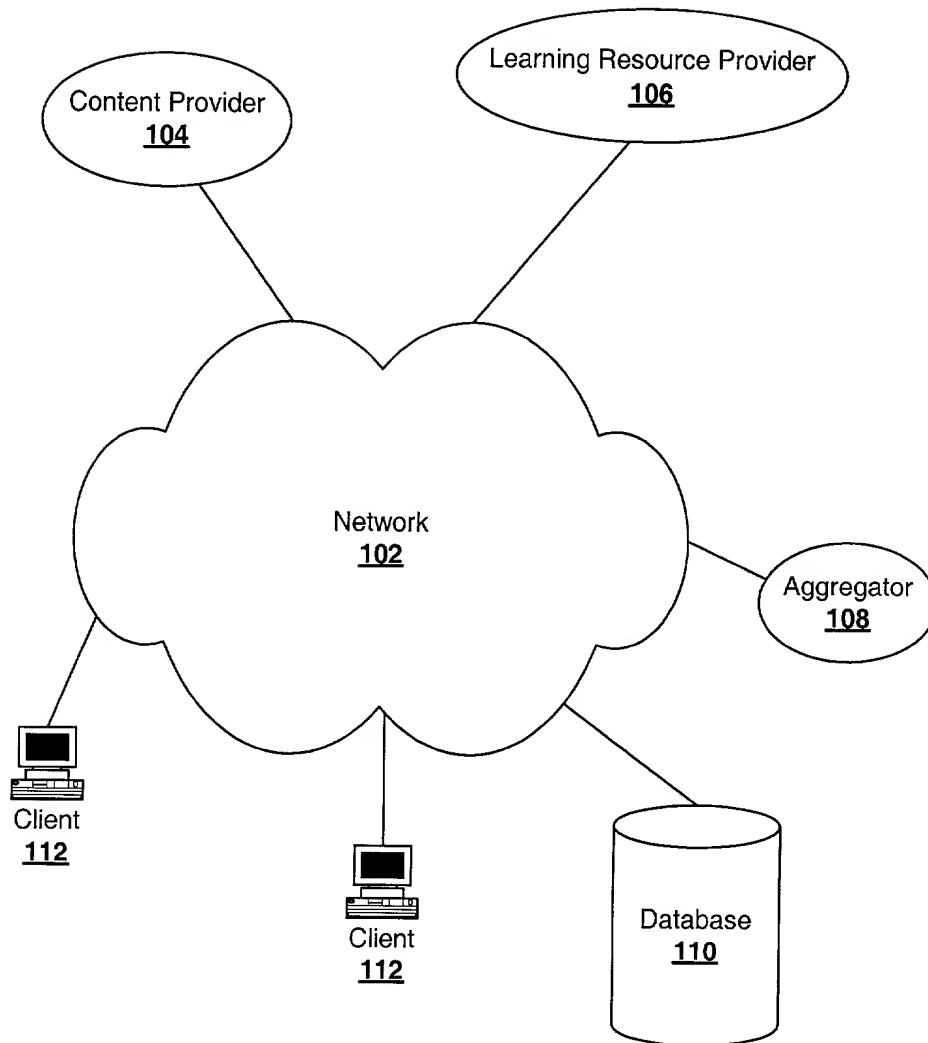 Learning Resource Provider
106
Content Provider
104
Network
102
Aggregator
108
Client
112
Client
112
Database
110